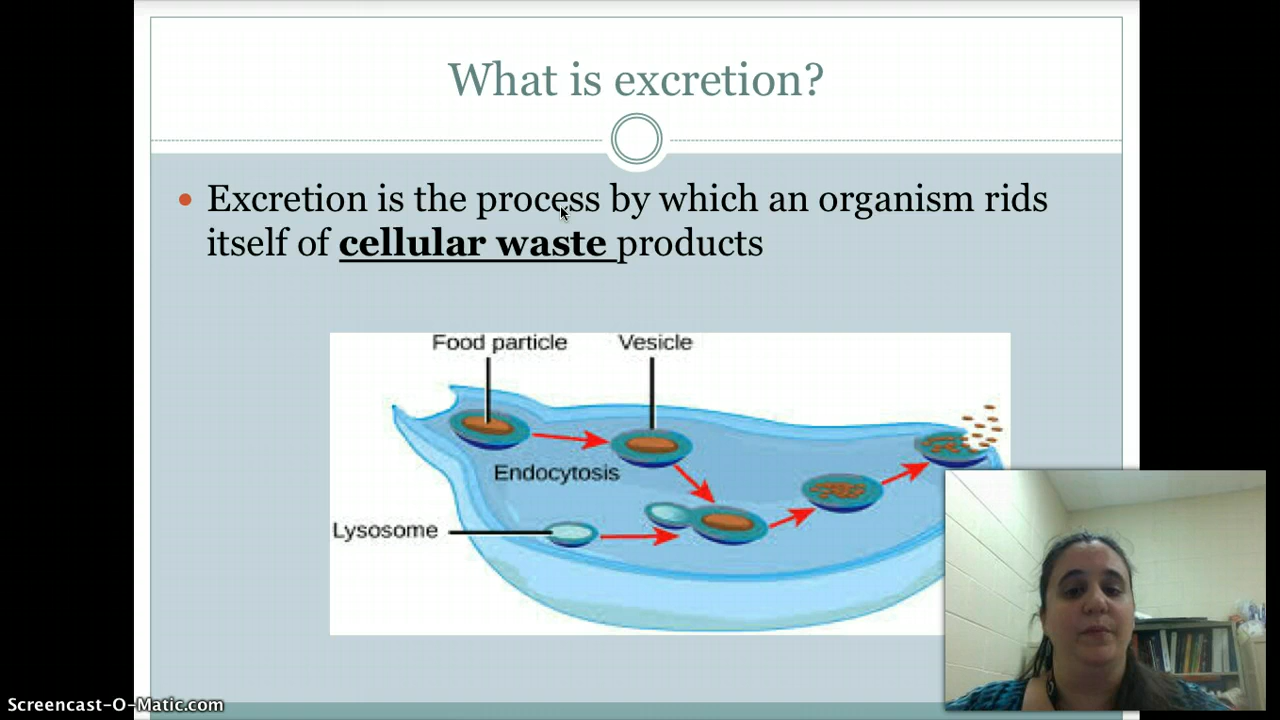 What is excretion?
Excretion is the process by which an organism rids
itself of cellular waste products
Food particle
Vesicle
Endocytosis
Lysosome
Screencast-O-Matic.com